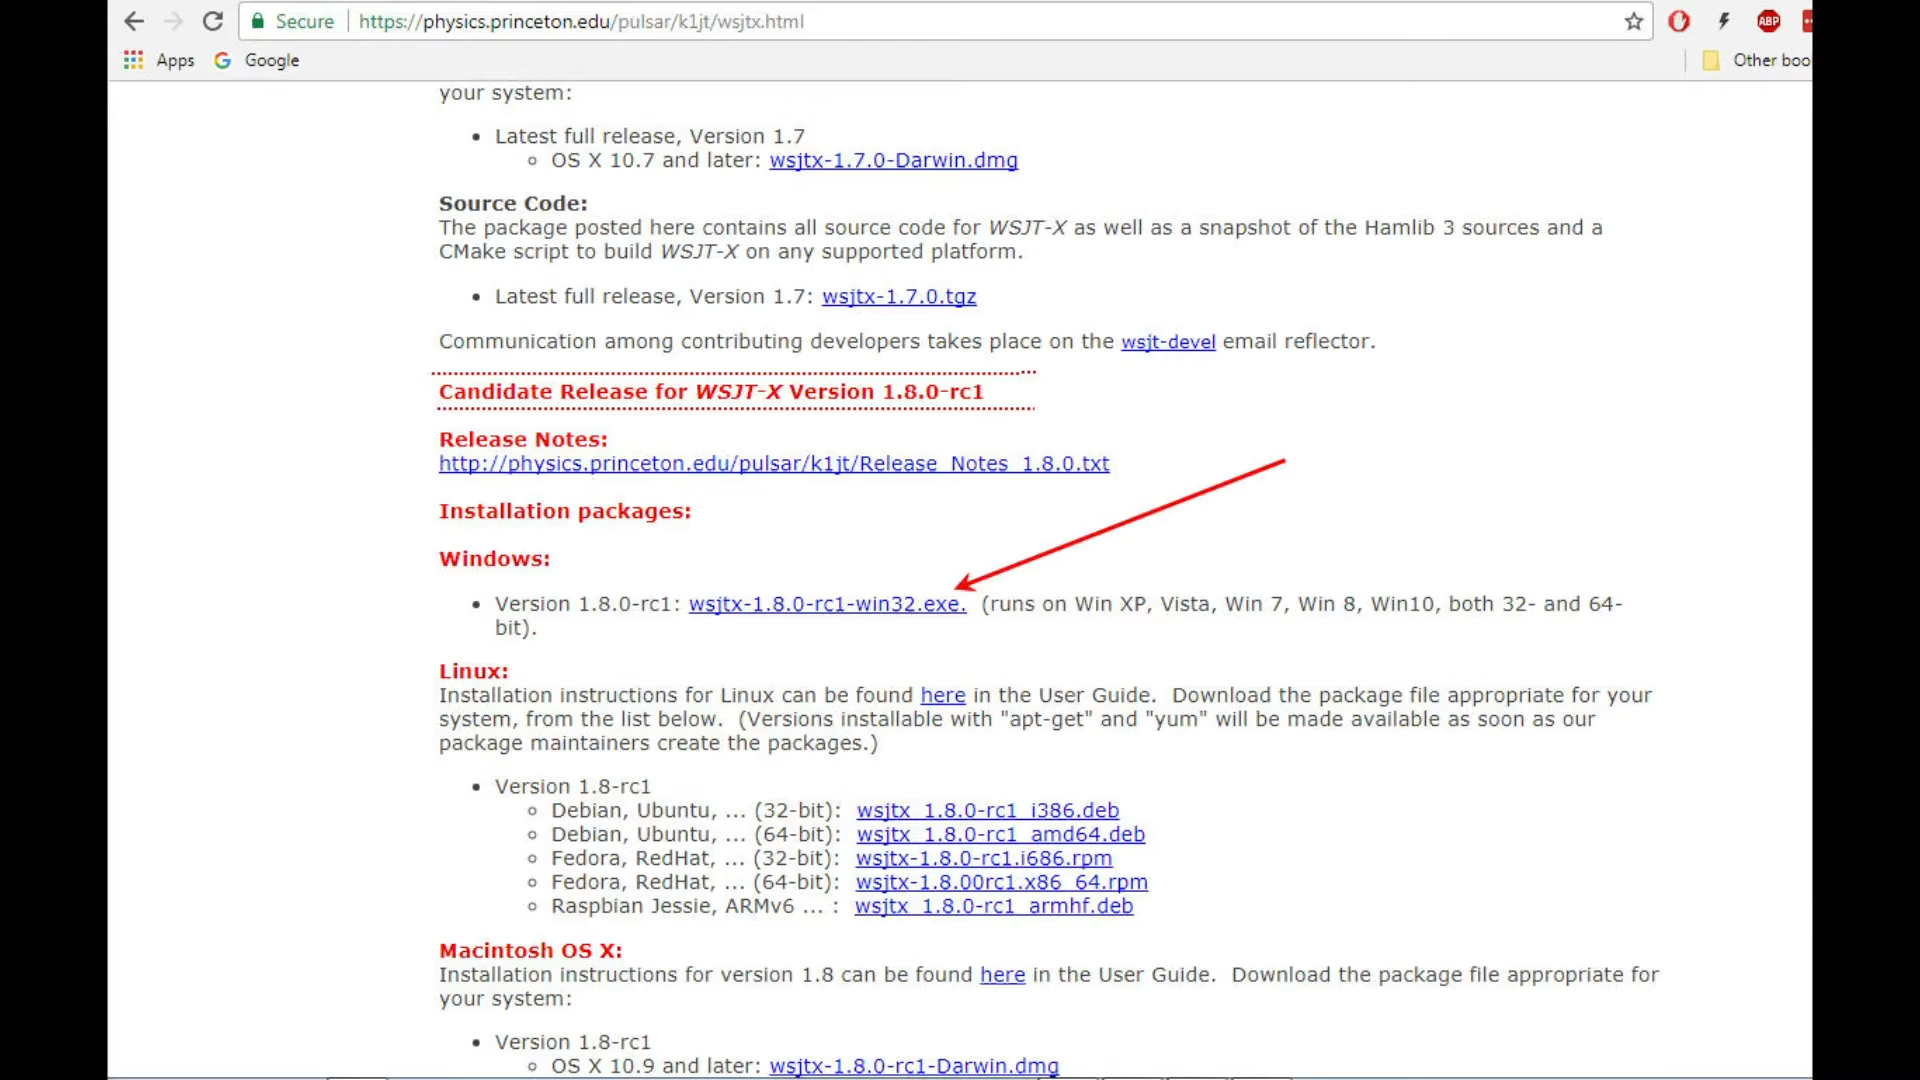 Secure https://physics.princeton.edu/pulsar/k1jt/wsjtx.html ABP
Apps Google Other boo
your system:
• Latest full release, Version 1.7
◦ OS X 10.7 and later: wsjtx-1.7.0-Darwin.dmg
Source Code:
The package posted here contains all source code for WSJT-X as well as a snapshot of the Hamlib 3 sources and a
CMake script to build WSJT-X on any supported platform.
• Latest full release, Version 1.7: wsjtx-1.7.0.tgz
Communication among contributing developers takes place on the wsjt-devel email reflector.
Candidate Release for WSJT-X Version 1.8.0-rc1
Release Notes:
http://physics.princeton.edu/pulsar/k1jt/Release_Notes_1.8.0.txt
Installation packages:
Windows:
• Version 1.8.0-rc1: wsjtx-1.8.0-rc1-win32.exe. (runs on Win XP, Vista, Win 7, Win 8, Win10, both 32- and 64-
bit).
Linux:
Installation instructions for Linux can be found here in the User Guide. Download the package file appropriate for your
system, from the list below. (Versions installable with "apt-get" and "yum" will be made available as soon as our
package maintainers create the packages.)
• Version 1.8-rc1
◦ Debian, Ubuntu, ... (32-bit): wsjtx_1.8.0-rc1_i386.deb
◦ Debian, Ubuntu, ... (64-bit): wsjtx_1.8.0-rc1_amd64.deb
◦ Fedora, RedHat, ... (32-bit): wsjtx-1.8.0-rc1.i686.rpm
◦ Fedora, RedHat, ... (64-bit): wsjtx-1.8.00rc1.x86_64.rpm
◦ Raspbian Jessie, ARMv6 ... : wsjtx_1.8.0-rc1_armhf.deb
Macintosh OS X:
Installation instructions for version 1.8 can be found here in the User Guide. Download the package file appropriate for
your system:
• Version 1.8-rc1
◦ OS X 10.9 and later: wsjtx-1.8.0-rc1-Darwin.dmg